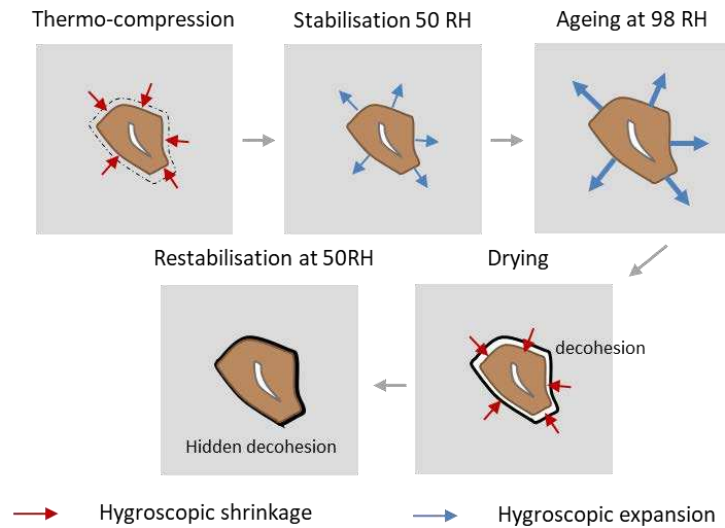 Thermo-compression
Stabilisation 50 RH
Ageing at 98 RH
Restabilisation at 50RH
Drying
decohesion
Hidden decohesion
Hygroscopic shrinkage
Hygroscopic expansion